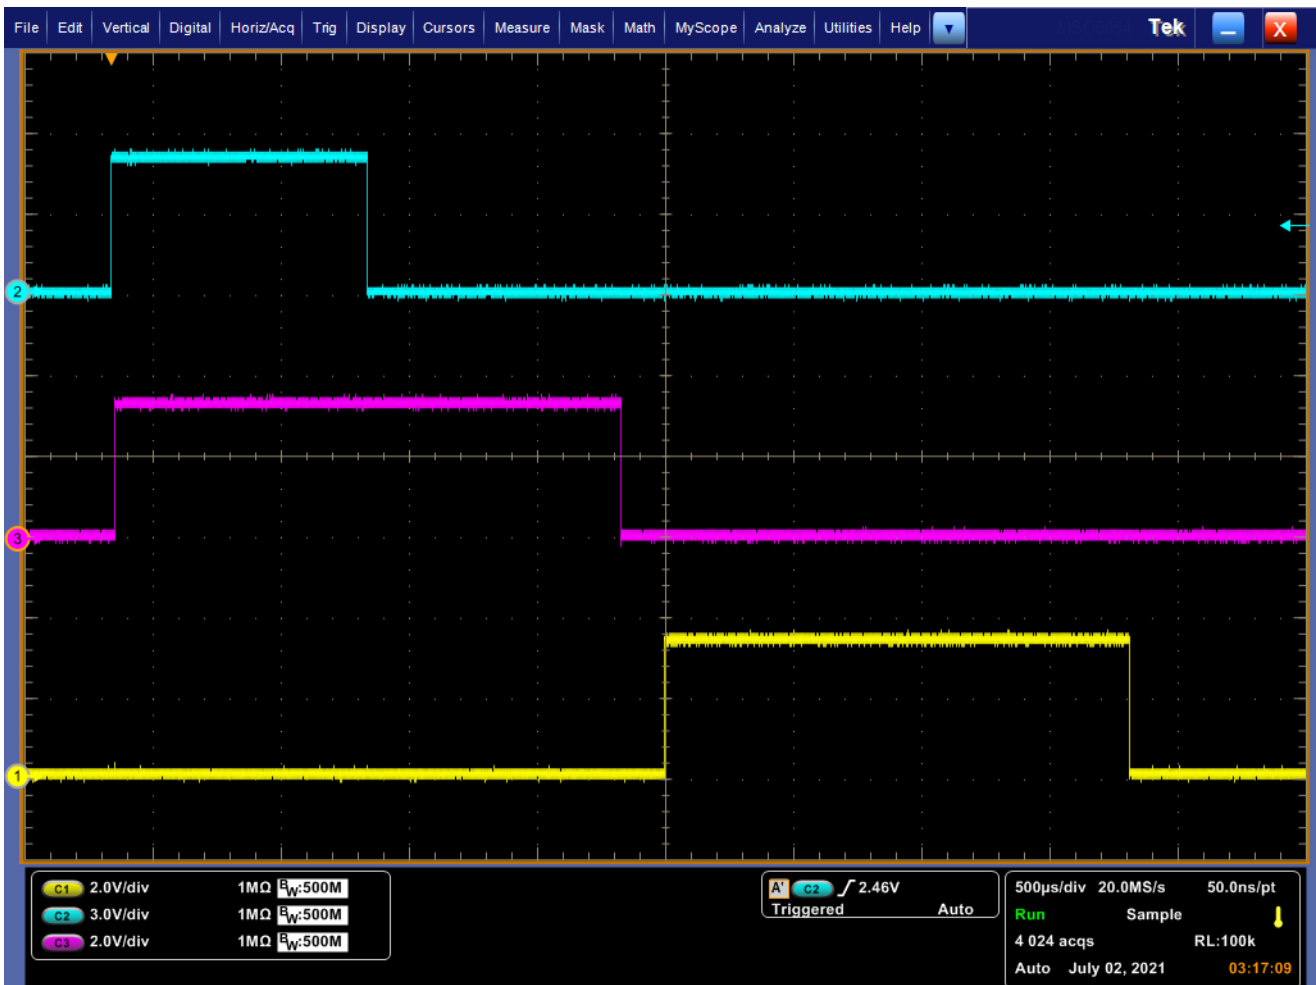 File Edit Vertical Digital Horiz/Acq Trig Display Cursors Measure Mask Math MyScope Analyze Utilities Help Tek X
2
3
1
C1 2.0V/div 1MΩ BW:500M
C2 3.0V/div 1MΩ BW:500M
C3 2.0V/div 1MΩ BW:500M
A' C2 2.46V
Triggered Auto
500µs/div 20.0MS/s 50.0ns/pt
Run Sample
4 024 acqs RL:100k
Auto July 02, 2021 03:17:09